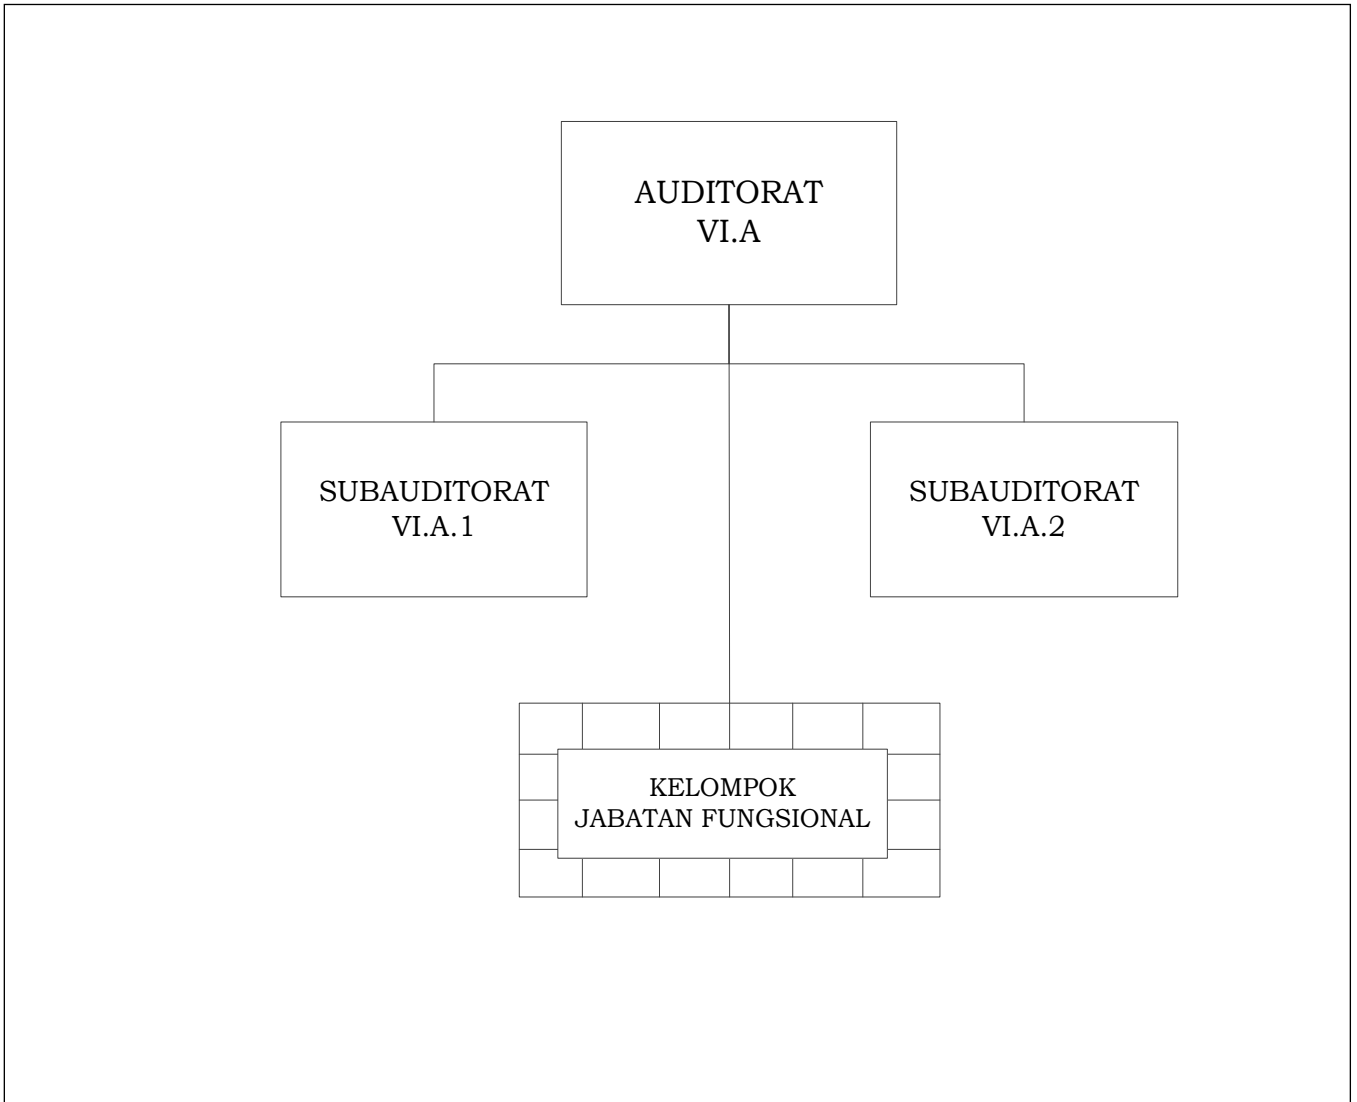 AUDITORAT
VI.A
SUBAUDITORAT
VI.A.1
SUBAUDITORAT
VI.A.2
KELOMPOK
JABATAN FUNGSIONAL